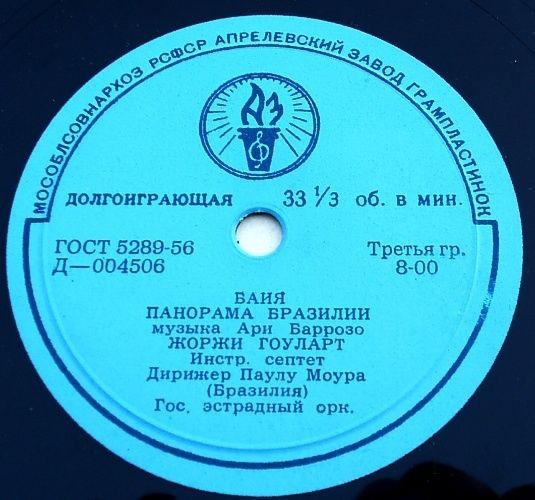 МОСОБЛСОВНАРХОЗ РСФСР АПРЕЛЕВСКИЙ ЗАВОД ГРАМПЛАСТИНОК
АЗ
ДОЛГОИГРАЮЩАЯ 33 1/3 об. в мин.
ГОСТ 5289-56 Третья гр.
Д—004506 8-00
БАИЯ
ПАНОРАМА БРАЗИЛИИ
музыка Ари Баррозо
ЖОРЖИ ГОУЛАРТ
Инстр. септет
Дирижер Паулу Моура
(Бразилия)
Гос. эстрадный орк.